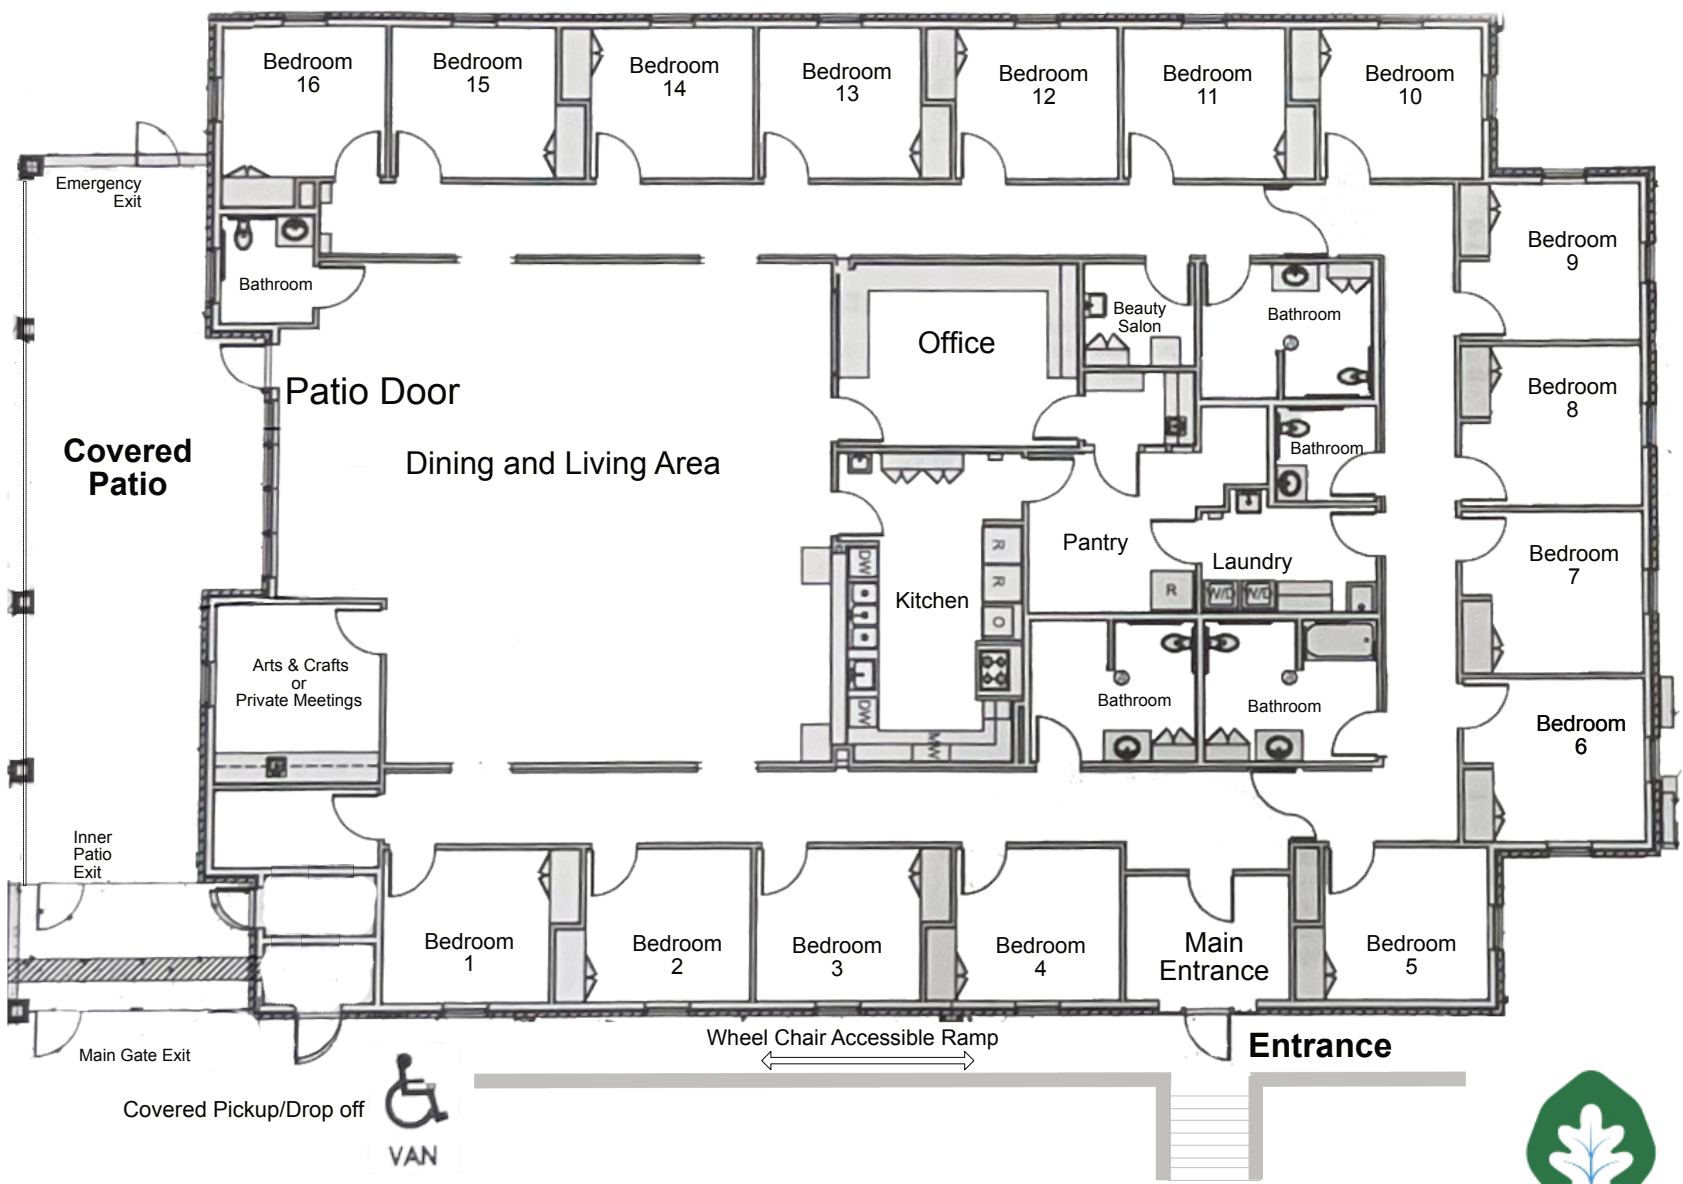 Bedroom
16
Bedroom
15
Bedroom
14
Bedroom
13
Bedroom
12
Bedroom
11
Bedroom
10
Emergency
Exit
Bathroom
Bedroom
9
Beauty
Salon
Bathroom
Office
Patio Door
Bedroom
8
Covered
Patio
Dining and Living Area
Bathroom
Pantry
Laundry
Bedroom
7
DW
R
R
O
Kitchen
R
W/D
W/D
Arts & Crafts
or
Private Meetings
Bathroom
Bathroom
DW
MW
Bedroom
6
Inner
Patio
Exit
Bedroom
1
Bedroom
2
Bedroom
3
Bedroom
4
Main
Entrance
Bedroom
5
Main Gate Exit
Wheel Chair Accessible Ramp
Entrance
Covered Pickup/Drop off
VAN